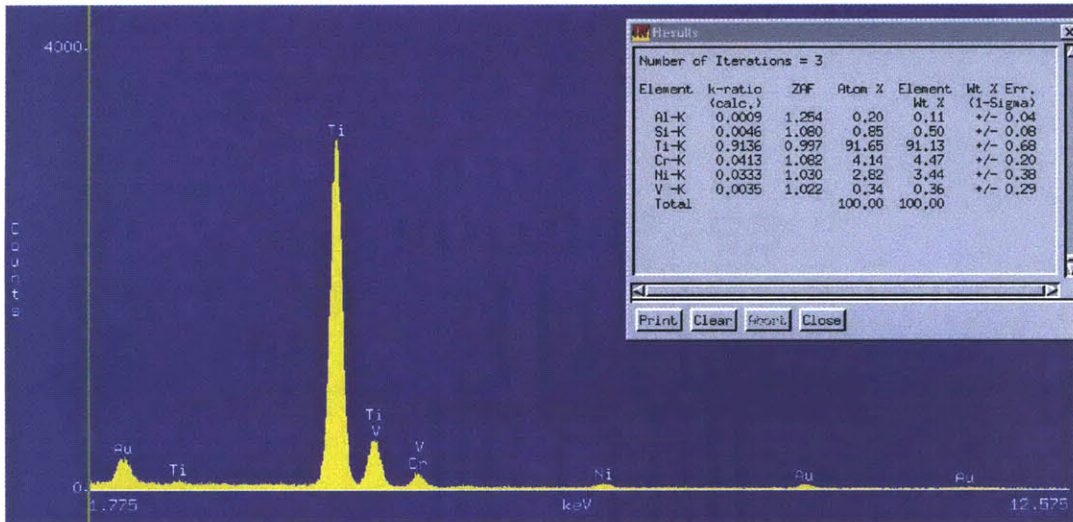 4000.
Counts
0.
1.775
keV
12.575
Au
Ti
Ti
Ti
V
V
Cr
Ni
Au
Au
Results
Number of Iterations = 3
Element k-ratio ZAF Atom % Element Wt % Err.
(calc.) Wt % (1-Sigma)
Al-K 0.0009 1.254 0.20 0.11 +/- 0.04
Si-K 0.0046 1.080 0.85 0.50 +/- 0.08
Ti-K 0.9136 0.997 91.65 91.13 +/- 0.68
Cr-K 0.0413 1.082 4.14 4.47 +/- 0.20
Ni-K 0.0333 1.030 2.82 3.44 +/- 0.38
V -K 0.0035 1.022 0.34 0.36 +/- 0.29
Total 100.00 100.00
Print Clear Abort Close